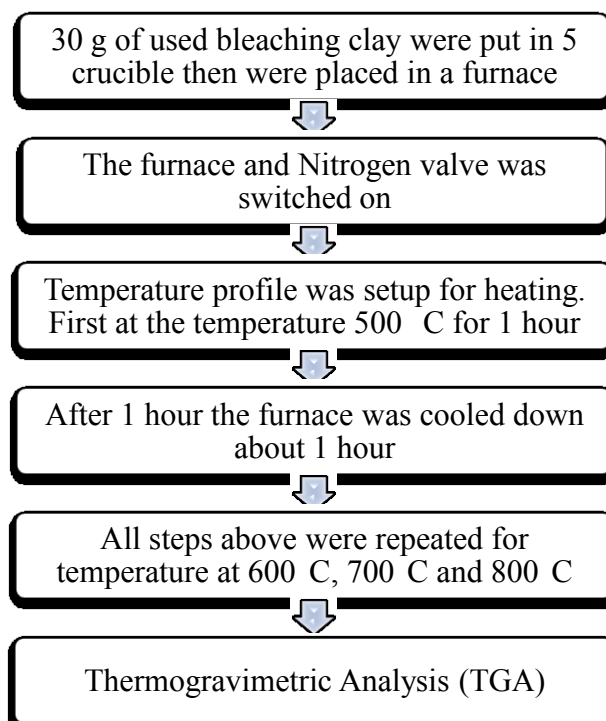 30 g of used bleaching clay were put in 5
crucible then were placed in a furnace
The furnace and Nitrogen valve was
switched on
Temperature profile was setup for heating.
First at the temperature 500 C for 1 hour
After 1 hour the furnace was cooled down
about 1 hour
All steps above were repeated for
temperature at 600 C, 700 C and 800 C
Thermogravimetric Analysis (TGA)